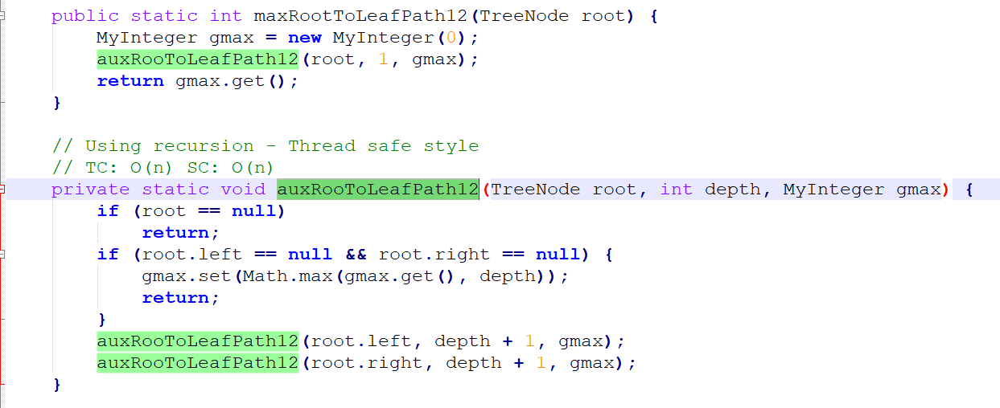 public static int maxRootToLeafPath12(TreeNode root) {
MyInteger gmax = new MyInteger(0);
auxRooToLeafPath12(root, 1, gmax);
return gmax.get();
}
// Using recursion - Thread safe style
// TC: O(n) SC: O(n)
private static void auxRooToLeafPath12(TreeNode root, int depth, MyInteger gmax) {
if (root == null)
return;
if (root.left == null && root.right == null) {
gmax.set(Math.max(gmax.get(), depth));
return;
}
auxRooToLeafPath12(root.left, depth + 1, gmax);
auxRooToLeafPath12(root.right, depth + 1, gmax);
}